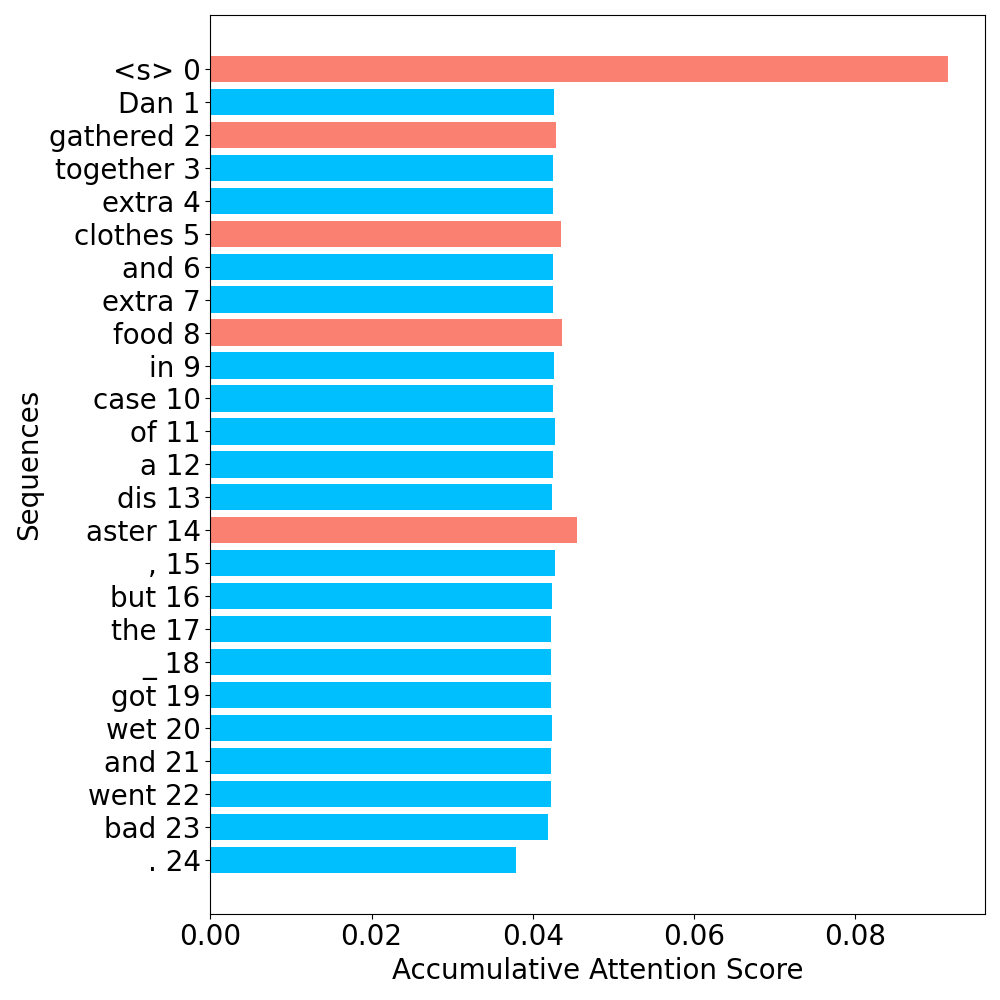 <s> 0
Dan 1
gathered 2
together 3
extra 4
clothes 5
and 6
extra 7
food 8
in 9
case 10
of 11
a 12
dis 13
aster 14
, 15
but 16
the 17
_ 18
got 19
wet 20
and 21
went 22
bad 23
. 24
Sequences
0.00 0.02 0.04 0.06 0.08
Accumulative Attention Score